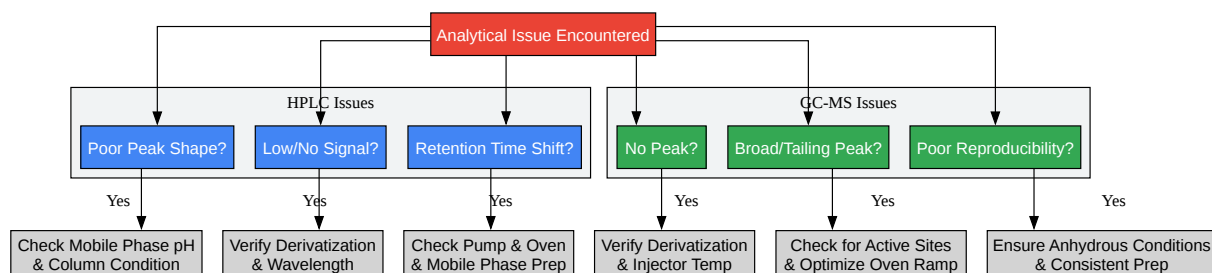 Analytical Issue Encountered
HPLC Issues
GC-MS Issues
Poor Peak Shape?
Low/No Signal?
Retention Time Shift?
No Peak?
Broad/Tailing Peak?
Poor Reproducibility?
Yes
Yes
Yes
Yes
Yes
Yes
Check Mobile Phase pH
& Column Condition
Verify Derivatization
& Wavelength
Check Pump & Oven
& Mobile Phase Prep
Verify Derivatization
& Injector Temp
Check for Active Sites
& Optimize Oven Ramp
Ensure Anhydrous Conditions
& Consistent Prep